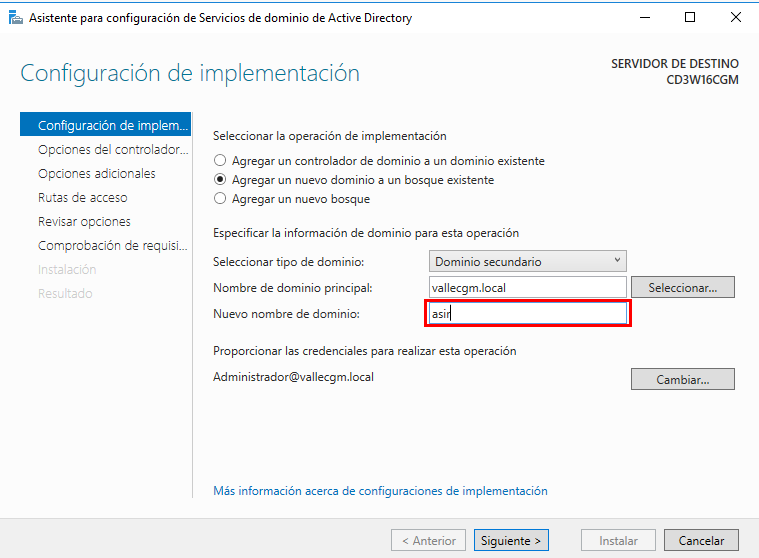 Asistente para configuración de Servicios de dominio de Active Directory
Configuración de implementación
SERVIDOR DE DESTINO
CD3W16CGM
Configuración de implem...
Opciones del controlador...
Opciones adicionales
Rutas de acceso
Revisar opciones
Comprobación de requisi...
Instalación
Resultado
Seleccionar la operación de implementación
Agregar un controlador de dominio a un dominio existente
Agregar un nuevo dominio a un bosque existente
Agregar un nuevo bosque
Especificar la información de dominio para esta operación
Seleccionar tipo de dominio: Dominio secundario
Nombre de dominio principal: vallecgm.local Seleccionar...
Nuevo nombre de dominio: asir
Proporcionar las credenciales para realizar esta operación
Administrador@vallecgm.local Cambiar...
Más información acerca de configuraciones de implementación
< Anterior Siguiente > Instalar Cancelar